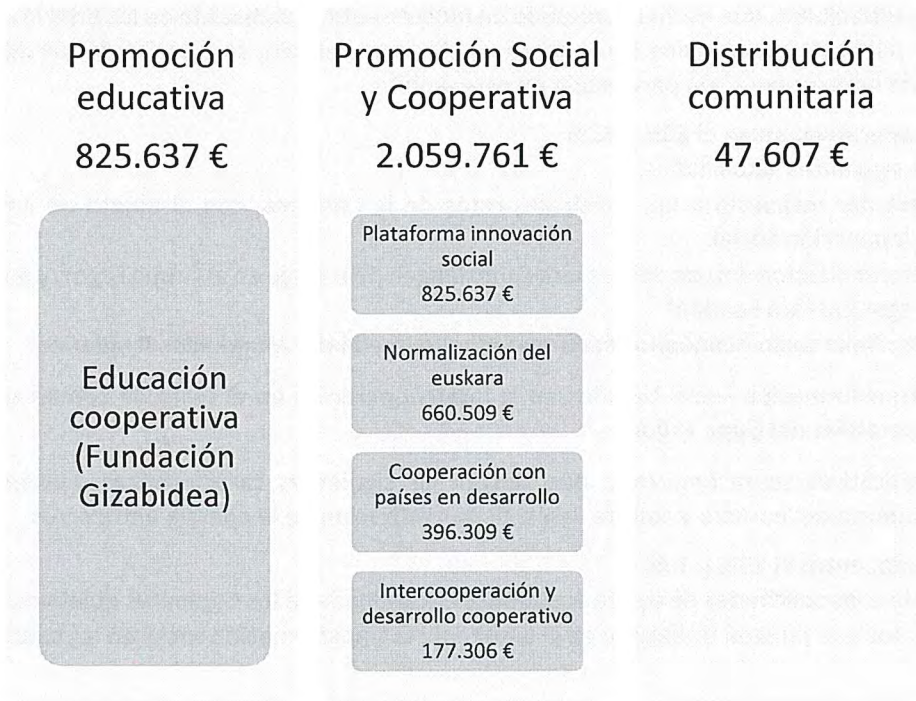 Promoción
educativa
825.637 €
Educación
cooperativa
(Fundación
Gizabidea)
Promoción Social
y Cooperativa
2.059.761 €
Plataforma innovación
social
825.637 €
Normalización del
euskara
660.509 €
Cooperación con
países en desarrollo
396.309 €
Intercooperación y
desarrollo cooperativo
177.306 €
Distribución
comunitaria
47.607 €